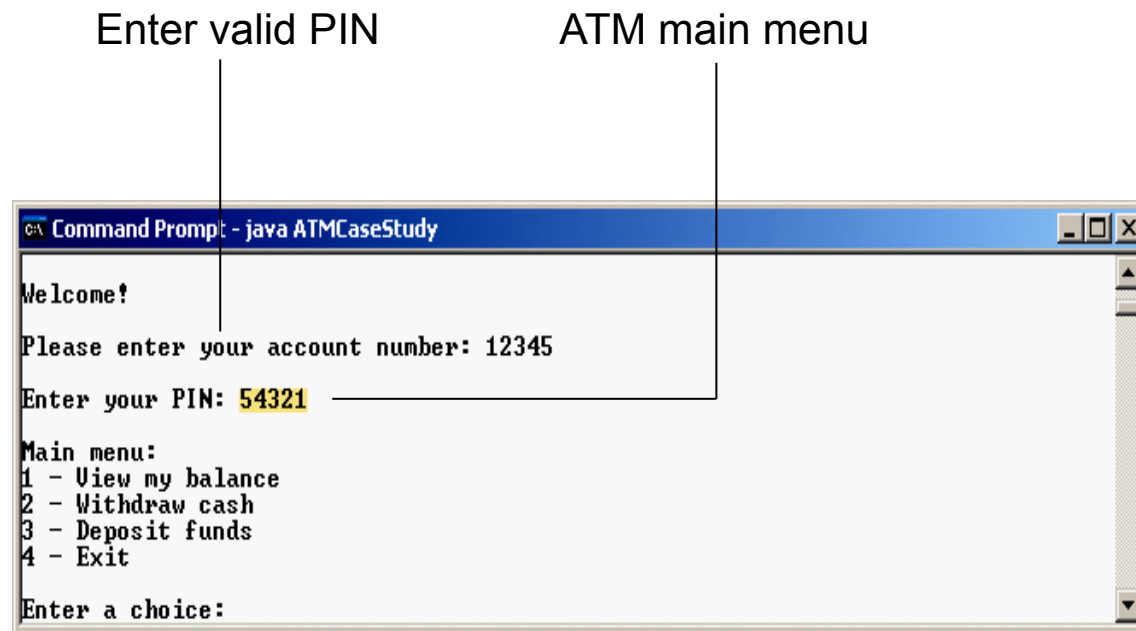 Enter valid PIN
ATM main menu
Command Prompt - java ATMCaseStudy
Welcome!
Please enter your account number: 12345
Enter your PIN: 54321
Main menu:
1 - View my balance
2 - Withdraw cash
3 - Deposit funds
4 - Exit
Enter a choice: